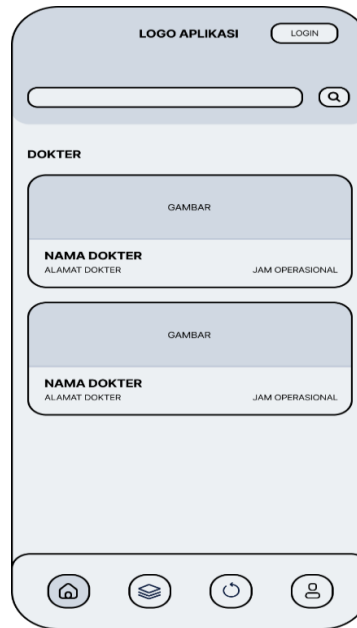 LOGO APLIKASI
LOGIN
DOKTER
GAMBAR
NAMA DOKTER
ALAMAT DOKTER
JAM OPERASIONAL
GAMBAR
NAMA DOKTER
ALAMAT DOKTER
JAM OPERASIONAL